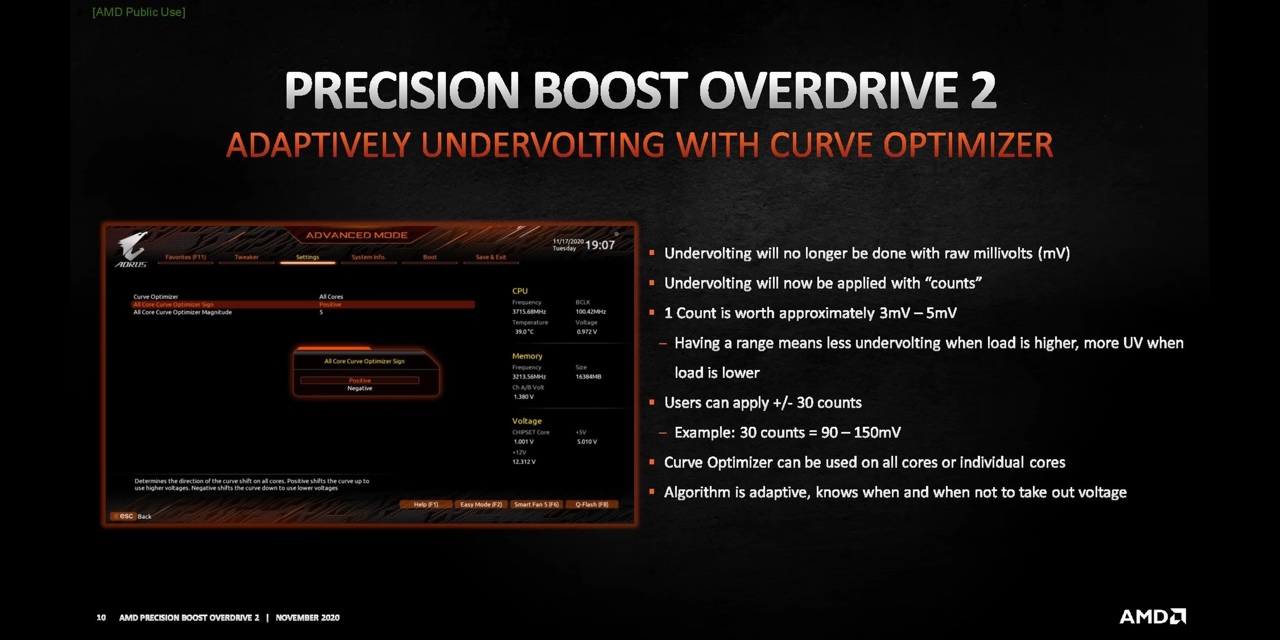 [AMD Public Use]
PRECISION BOOST OVERDRIVE 2
ADAPTIVELY UNDERVOLTING WITH CURVE OPTIMIZER
AORUS
ADVANCED MODE
11/17/2020
Tuesday
19:07
Favorites (F11) Tweaker Settings System Info. Boot Save & Exit
Curve Optimizer All Cores
All Core Curve Optimizer Sign Positive
All Core Curve Optimizer Magnitude 5
All Core Curve Optimizer Sign
Positive
Negative
CPU
Frequency BCLK
3715.68MHz 100.42MHz
Temperature Voltage
39.0 °C 0.972 V
Memory
Frequency Size
3213.56MHz 16384MB
Ch A/B Volt
1.380 V
Voltage
CHIPSET Core +5V
1.001 V 5.010 V
+12V
12.312 V
Determines the direction of the curve shift on all cores. Positive shifts the curve up to
use higher voltages. Negative shifts the curve down to use lower voltages
Help (F1) Easy Mode (F2) Smart Fan 5 (F6) Q-Flash (F8)
esc Back
▪ Undervolting will no longer be done with raw millivolts (mV)
▪ Undervolting will now be applied with “counts”
▪ 1 Count is worth approximately 3mV – 5mV
– Having a range means less undervolting when load is higher, more UV when
load is lower
▪ Users can apply +/- 30 counts
– Example: 30 counts = 90 – 150mV
▪ Curve Optimizer can be used on all cores or individual cores
▪ Algorithm is adaptive, knows when and when not to take out voltage
10 AMD PRECISION BOOST OVERDRIVE 2 | NOVEMBER 2020
AMD